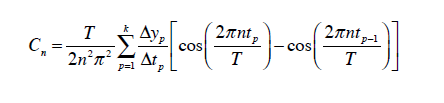 $$C_n = \frac{T}{2n^2\pi^2} \sum_{p=1}^{k} \frac{\Delta y_p}{\Delta t_p} \left[ \cos\left(\frac{2\pi n t_p}{T}\right) - \cos\left(\frac{2\pi n t_{p-1}}{T}\right) \right]$$